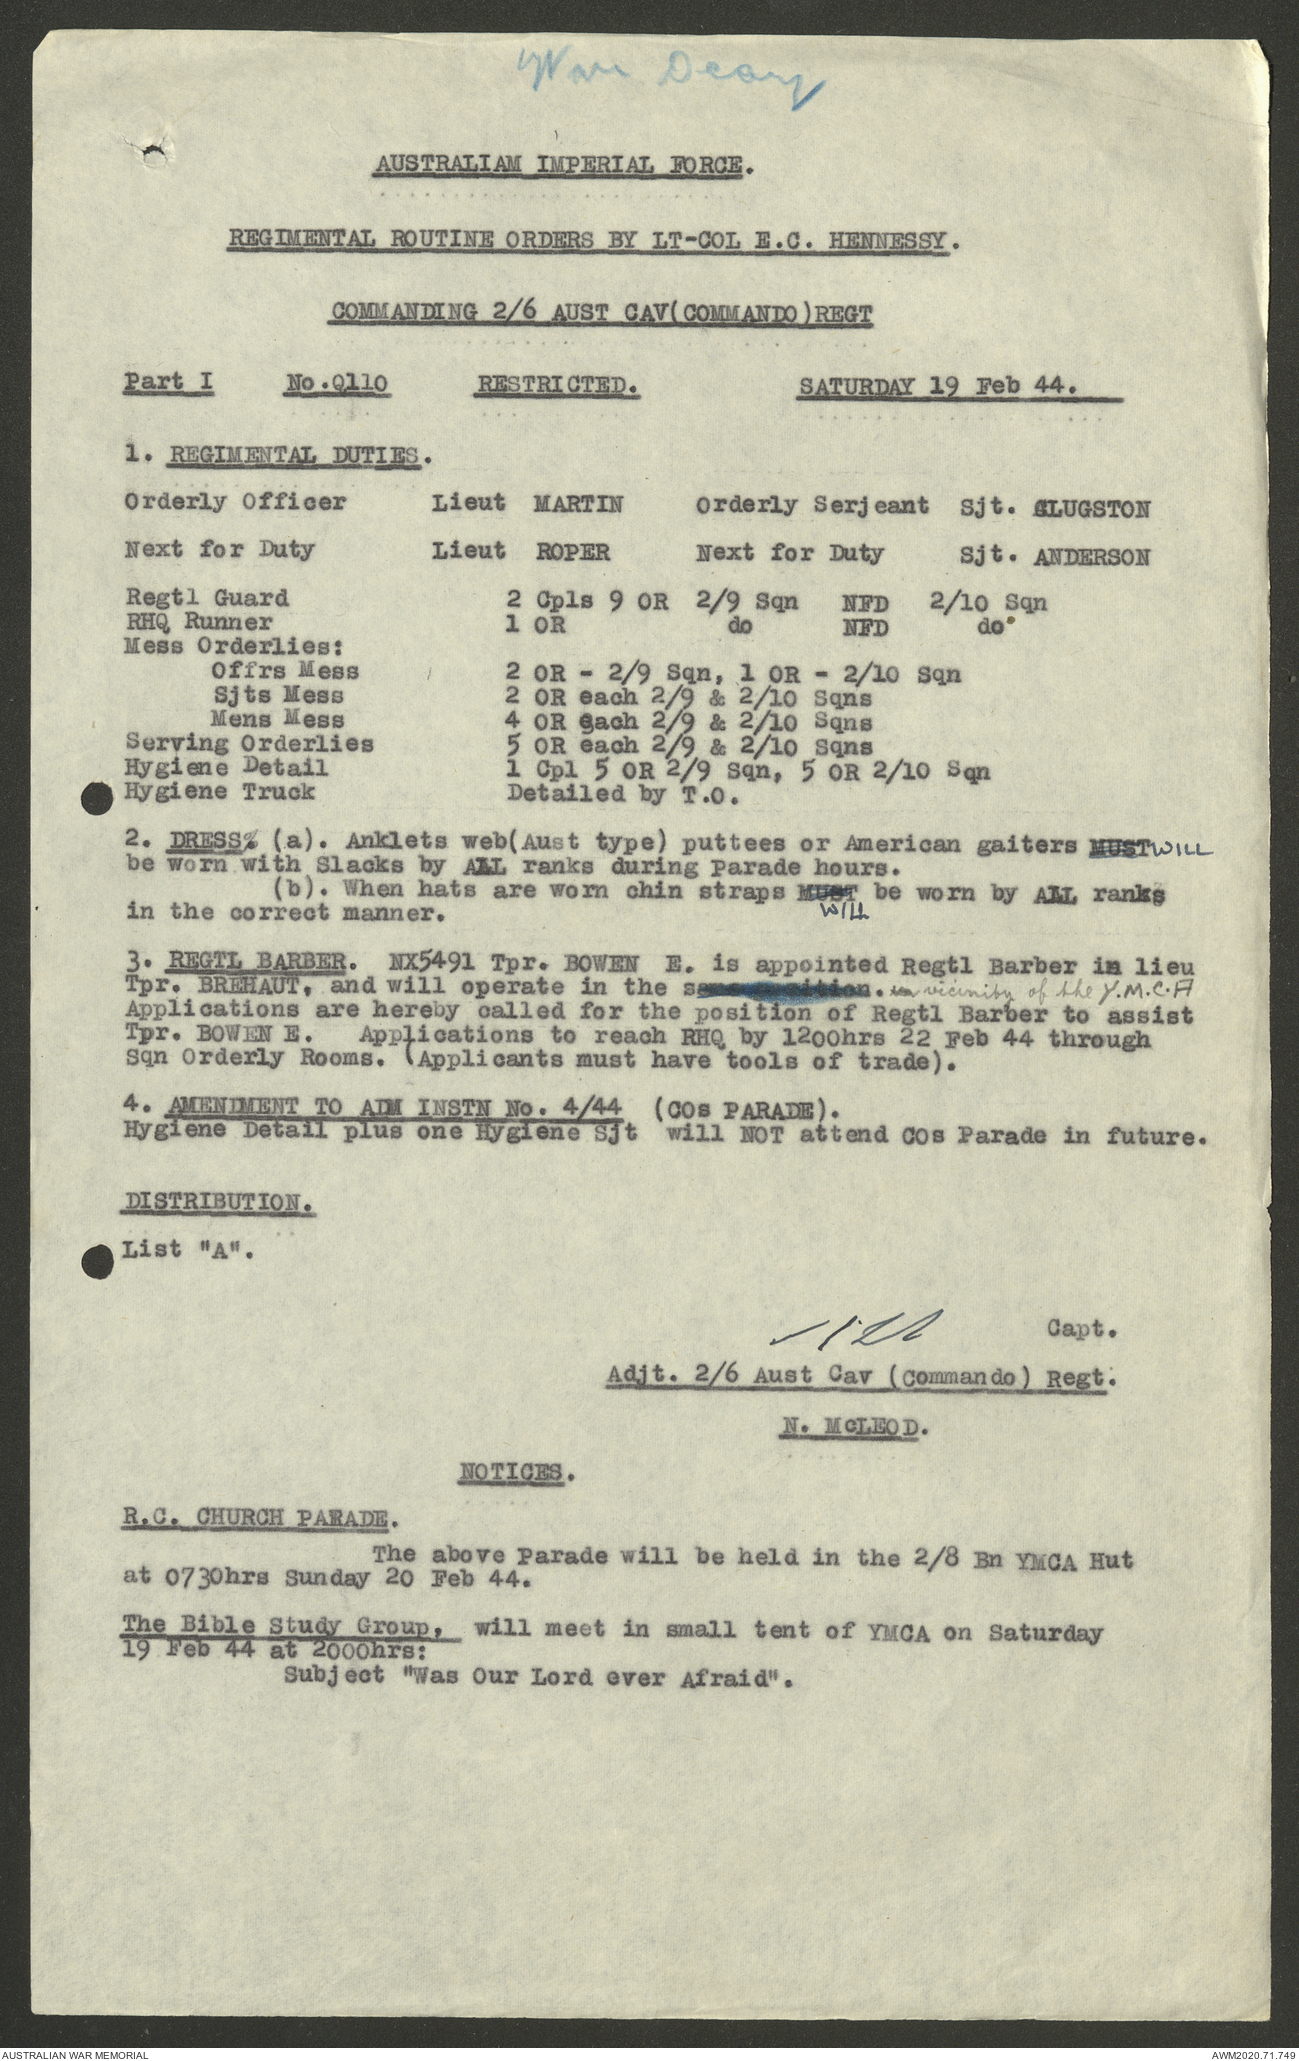 War Deary
AUSTRALIAM IMPERIAL FORCE.
REGIMENTAL ROUTINE ORDERS BY LT-COL E.C. HENNESSY.
COMMANDING 2/6 AUST CAV(COMMANDO)REGT
Part I No.Q110 RESTRICTED. SATURDAY 19 Feb 44.
1. REGIMENTAL DUTIES.
Orderly Officer Lieut MARTIN Orderly Serjeant Sjt. CLUGSTON
Next for Duty Lieut ROPER Next for Duty Sjt. ANDERSON
Regtl Guard 2 Cpls 9 OR 2/9 Sqn NFD 2/10 Sqn
RHQ Runner 1 OR do NFD do
Mess Orderlies:
Offrs Mess 2 OR - 2/9 Sqn, 1 OR - 2/10 Sqn
Sjts Mess 2 OR each 2/9 & 2/10 Sqns
Mens Mess 4 OR each 2/9 & 2/10 Sqns
Serving Orderlies 5 OR each 2/9 & 2/10 Sqns
Hygiene Detail 1 Cpl 5 OR 2/9 Sqn, 5 OR 2/10 Sqn
Hygiene Truck Detailed by T.O.
2. DRESS% (a). Anklets web(Aust type) puttees or American gaiters MUST WILL
be worn with Slacks by ALL ranks during Parade hours.
(b). When hats are worn chin straps MUST be worn by ALL ranks
WILL
in the correct manner.
3. REGTL BARBER. NX5491 Tpr. BOWEN E. is appointed Regtl Barber in lieu
Tpr. BREHAUT, and will operate in the same position. in vicinity of the Y.M.C.A
Applications are hereby called for the position of Regtl Barber to assist
Tpr. BOWEN E. Applications to reach RHQ by 1200hrs 22 Feb 44 through
Sqn Orderly Rooms. (Applicants must have tools of trade).
4. AMENDMENT TO ADM INSTN No. 4/44 (COs PARADE).
Hygiene Detail plus one Hygiene Sjt will NOT attend COs Parade in future.
DISTRIBUTION.
List "A".
Capt.
Adjt. 2/6 Aust Cav (Commando) Regt.
N. McLEOD.
NOTICES.
R.C. CHURCH PARADE.
The above Parade will be held in the 2/8 Bn YMCA Hut
at 0730hrs Sunday 20 Feb 44.
The Bible Study Group, will meet in small tent of YMCA on Saturday
19 Feb 44 at 2000hrs:
Subject "Was Our Lord ever Afraid".
AUSTRALIAN WAR MEMORIAL AWM2020.71.749